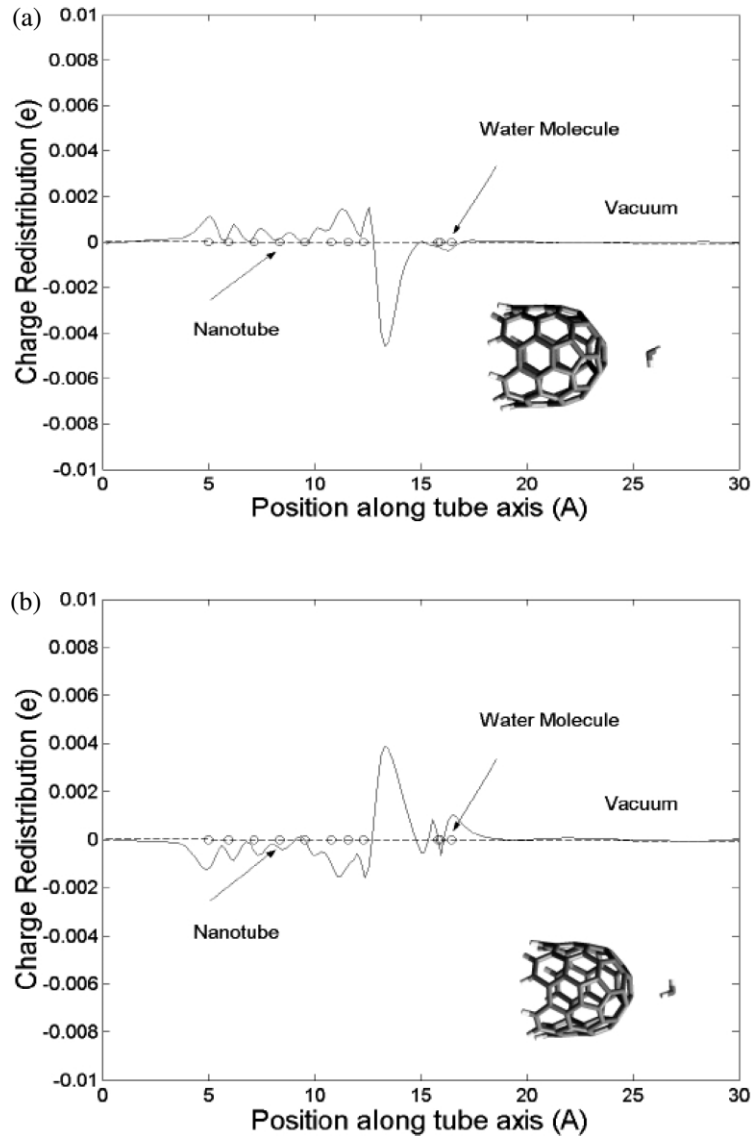 (a)
0.01
0.008
0.006
0.004
0.002
0
-0.002
-0.004
-0.006
-0.008
-0.01
Charge Redistribution (e)
Water Molecule
Vacuum
Nanotube
0 5 10 15 20 25 30
Position along tube axis (A)
(b)
0.01
0.008
0.006
0.004
0.002
0
-0.002
-0.004
-0.006
-0.008
-0.01
Charge Redistribution (e)
Water Molecule
Vacuum
Nanotube
0 5 10 15 20 25 30
Position along tube axis (A)